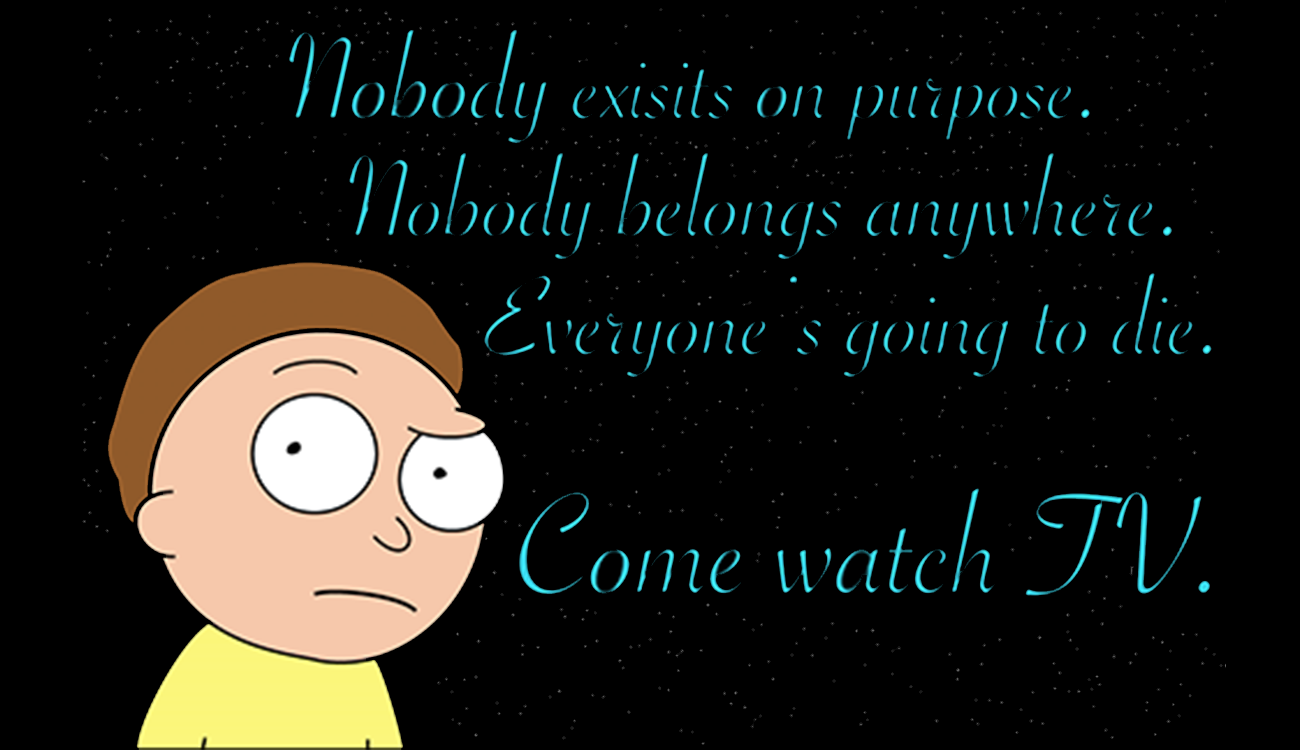 Nobody exisits on purpose.
Nobody belongs anywhere.
Everyone's going to die.
Come watch TV.